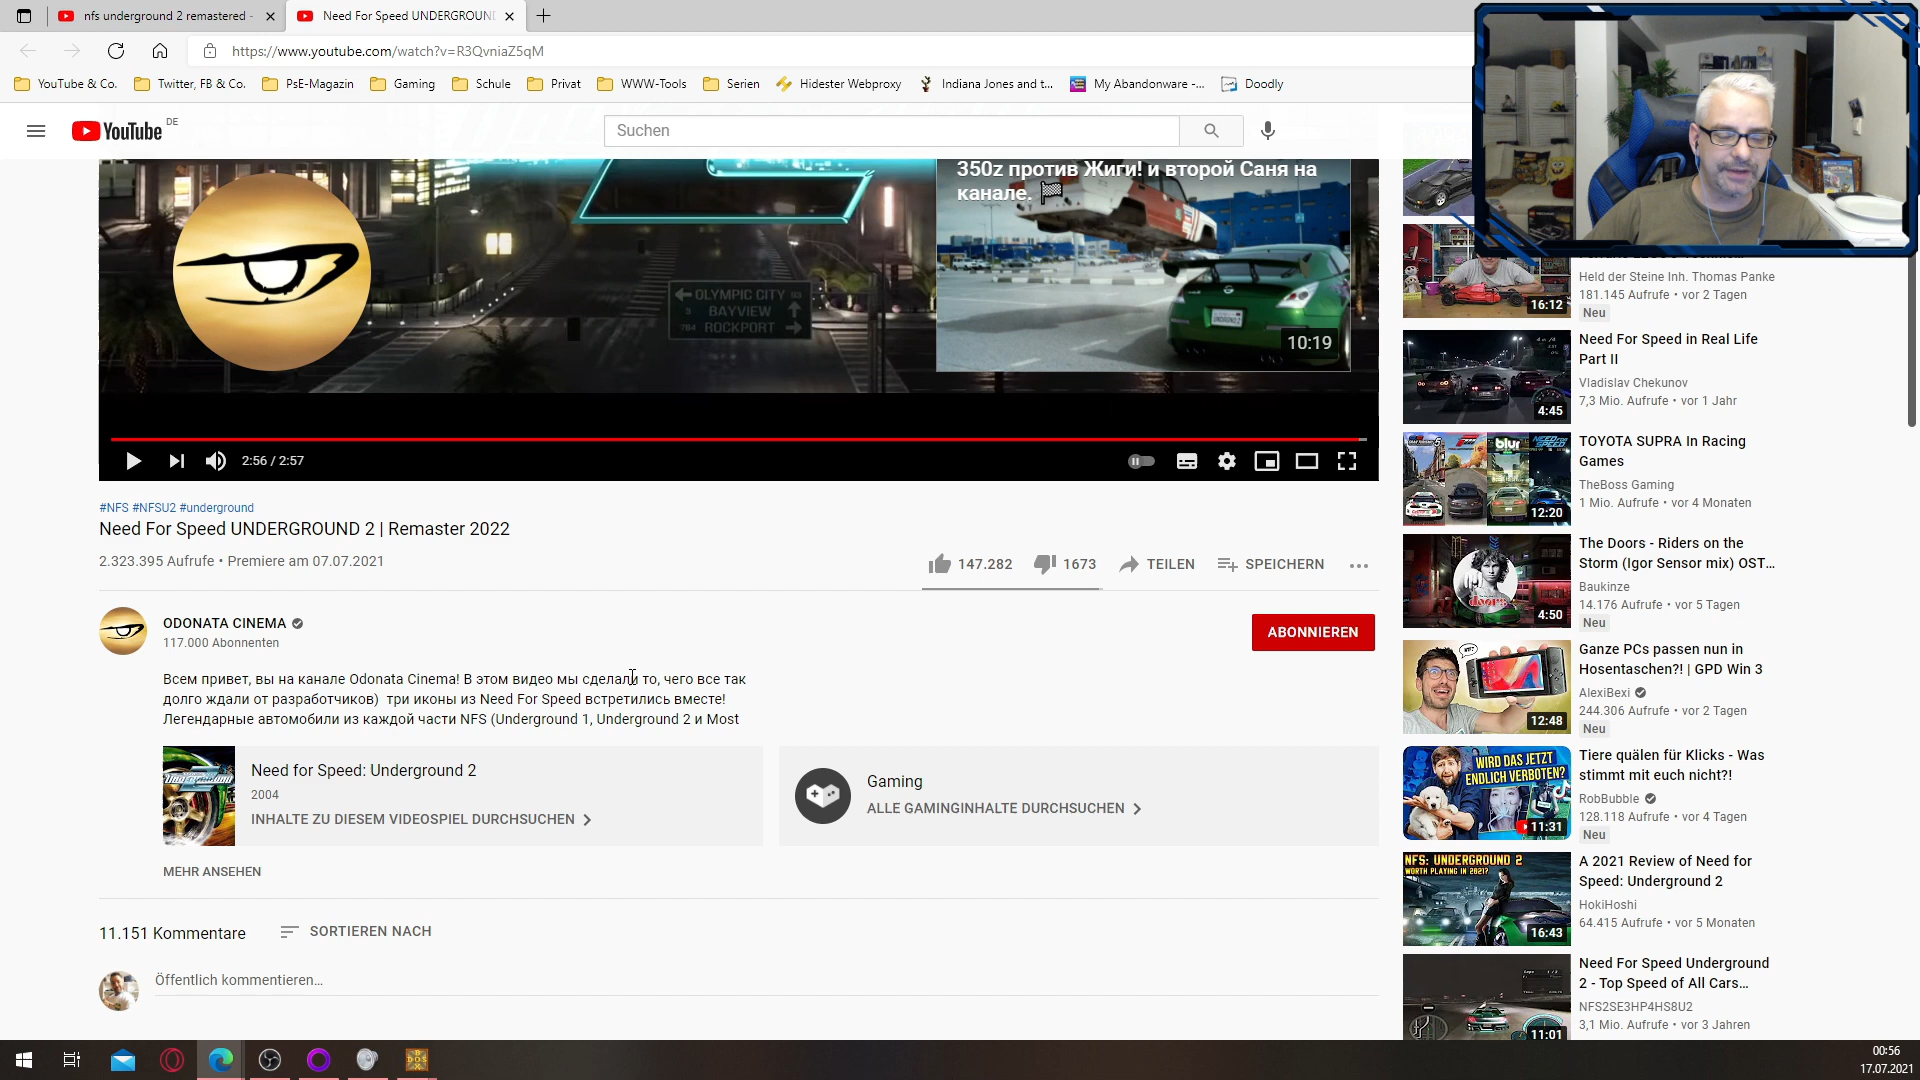 nfs underground 2 remastered -
Need For Speed UNDERGROUN
https://www.youtube.com/watch?v=R3QvniaZ5qM
YouTube & Co.
Twitter, FB & Co.
PsE-Magazin
Gaming
Schule
Privat
WWW-Tools
Serien
Hidester Webproxy
Indiana Jones and t...
My Abandonware -...
Doodly
YouTube DE
Suchen
350z против Жиги! и второй Саня на
канале.
OLYMPIC CITY
BAYVIEW
ROCKPORT
10:19
2:56 / 2:57
#NFS #NFSU2 #underground
Need For Speed UNDERGROUND 2 | Remaster 2022
2.323.395 Aufrufe • Premiere am 07.07.2021
147.282
1673
TEILEN
SPEICHERN
ODONATA CINEMA
117.000 Abonnenten
ABONNIEREN
Всем привет, вы на канале Odonata Cinema! В этом видео мы сделали то, чего все так
долго ждали от разработчиков) три иконы из Need For Speed встретились вместе!
Легендарные автомобили из каждой части NFS (Underground 1, Underground 2 и Most
Need for Speed: Underground 2
2004
INHALTE ZU DIESEM VIDEOSPIEL DURCHSUCHEN
Gaming
ALLE GAMINGINHALTE DURCHSUCHEN
MEHR ANSEHEN
11.151 Kommentare
SORTIEREN NACH
Öffentlich kommentieren...
16:12
Held der Steine Inh. Thomas Panke
181.145 Aufrufe • vor 2 Tagen
Neu
4:45
Need For Speed in Real Life
Part II
Vladislav Chekunov
7,3 Mio. Aufrufe • vor 1 Jahr
blur
12:20
TOYOTA SUPRA In Racing
Games
TheBoss Gaming
1 Mio. Aufrufe • vor 4 Monaten
doors
4:50
The Doors - Riders on the
Storm (Igor Sensor mix) OST...
Baukinze
14.176 Aufrufe • vor 5 Tagen
Neu
12:48
Ganze PCs passen nun in
Hosentaschen?! | GPD Win 3
AlexiBexi
244.306 Aufrufe • vor 2 Tagen
Neu
WIRD DAS JETZT
ENDLICH VERBOTEN?
11:31
Tiere quälen für Klicks - Was
stimmt mit euch nicht?!
RobBubble
128.118 Aufrufe • vor 4 Tagen
Neu
NFS: UNDERGROUND 2
WORTH PLAYING IN 2021?
16:43
A 2021 Review of Need for
Speed: Underground 2
HokiHoshi
64.415 Aufrufe • vor 5 Monaten
11:01
Need For Speed Underground
2 - Top Speed of All Cars...
NFS2SE3HP4HS8U2
3,1 Mio. Aufrufe • vor 3 Jahren
00:56
17.07.2021